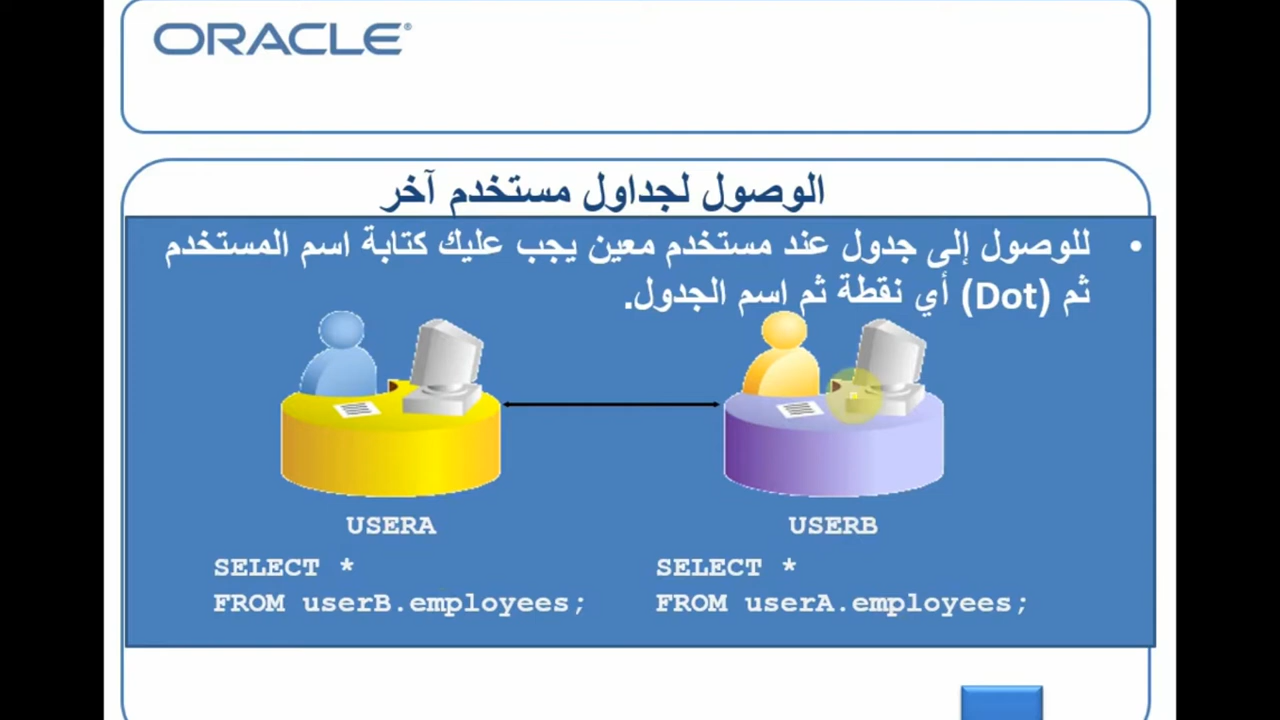 ORACLE®
الوصول لجداول مستخدم آخر
• للوصول إلى جدول عند مستخدم معين يجب عليك كتابة اسم المستخدم
ثم (Dot) أي نقطة ثم اسم الجدول.
USERA
USERB
SELECT *
FROM userB.employees;
SELECT *
FROM userA.employees;